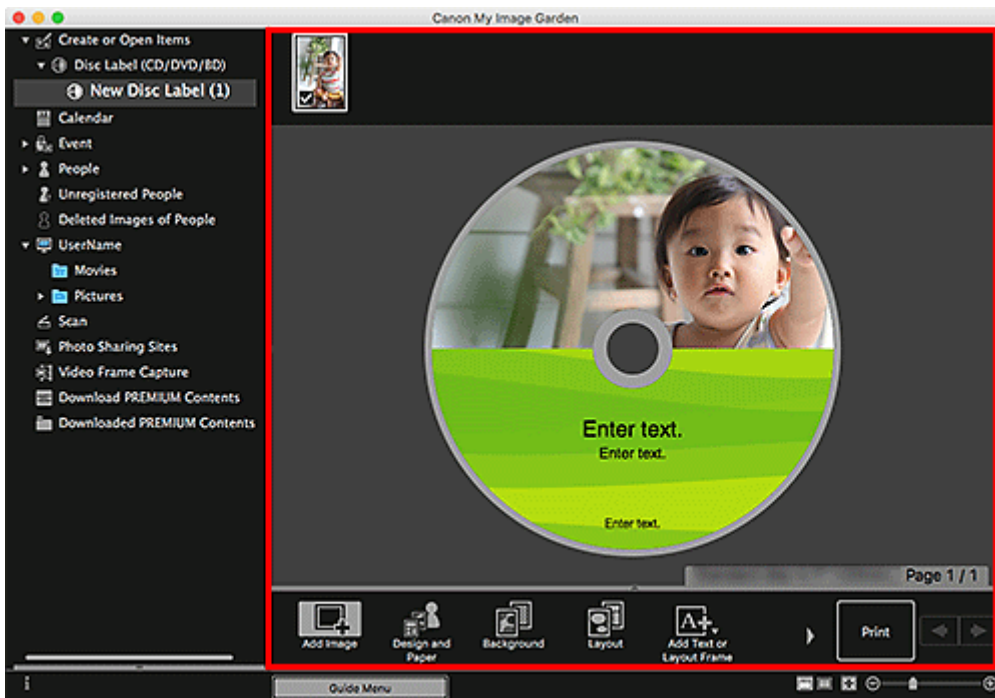 Canon My Image Garden
Create or Open Items
Disc Label (CD/DVD/BD)
New Disc Label (1)
Calendar
Event
People
Unregistered People
Deleted Images of People
UserName
Movies
Pictures
Scan
Photo Sharing Sites
Video Frame Capture
Download PREMIUM Contents
Downloaded PREMIUM Contents
Enter text.
Enter text.
Enter text.
Page 1 / 1
Add Image
Design and
Paper
Background
Layout
Add Text or
Layout Frame
Print
Guide Menu